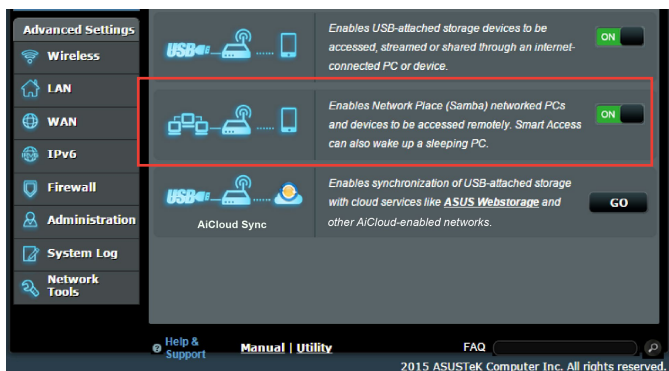 Advanced Settings
Wireless
LAN
WAN
IPv6
Firewall
Administration
System Log
Network
Tools
USB
Enables USB-attached storage devices to be
accessed, streamed or shared through an internet-
connected PC or device.
ON
Enables Network Place (Samba) networked PCs
and devices to be accessed remotely. Smart Access
can also wake up a sleeping PC.
ON
USB
AiCloud Sync
Enables synchronization of USB-attached storage
with cloud services like ASUS Webstorage and
other AiCloud-enabled networks.
GO
Help &
Support
Manual | Utility
FAQ
2015 ASUSTeK Computer Inc. All rights reserved.